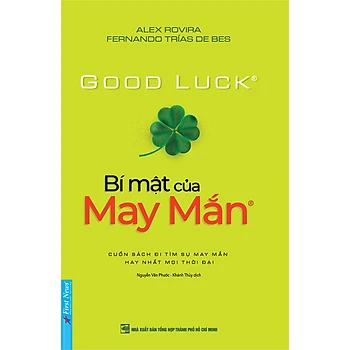 ALEX ROVIRA
FERNANDO TRÍAS DE BES
GOOD LUCK®
Bí mật của
May Mắn®
CUỐN SÁCH ĐI TÌM SỰ MAY MẮN
HAY NHẤT MỌI THỜI ĐẠI
Nguyễn Văn Phước - Khánh Thủy dịch
First News
NHÀ XUẤT BẢN TỔNG HỢP THÀNH PHỐ HỒ CHÍ MINH